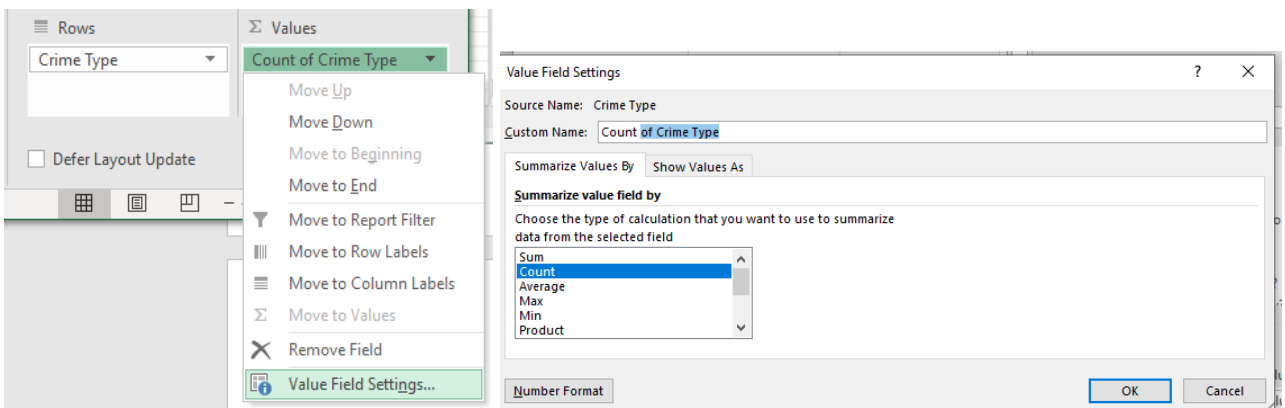 Rows
Σ Values
Crime Type
Count of Crime Type
Move Up
Move Down
Move to Beginning
Move to End
Move to Report Filter
Move to Row Labels
Move to Column Labels
Σ Move to Values
Remove Field
Value Field Settings...
Defer Layout Update
Value Field Settings
? X
Source Name: Crime Type
Custom Name: Count of Crime Type
Summarize Values By Show Values As
Summarize value field by
Choose the type of calculation that you want to use to summarize
data from the selected field
Sum
Count
Average
Max
Min
Product
Number Format
OK Cancel